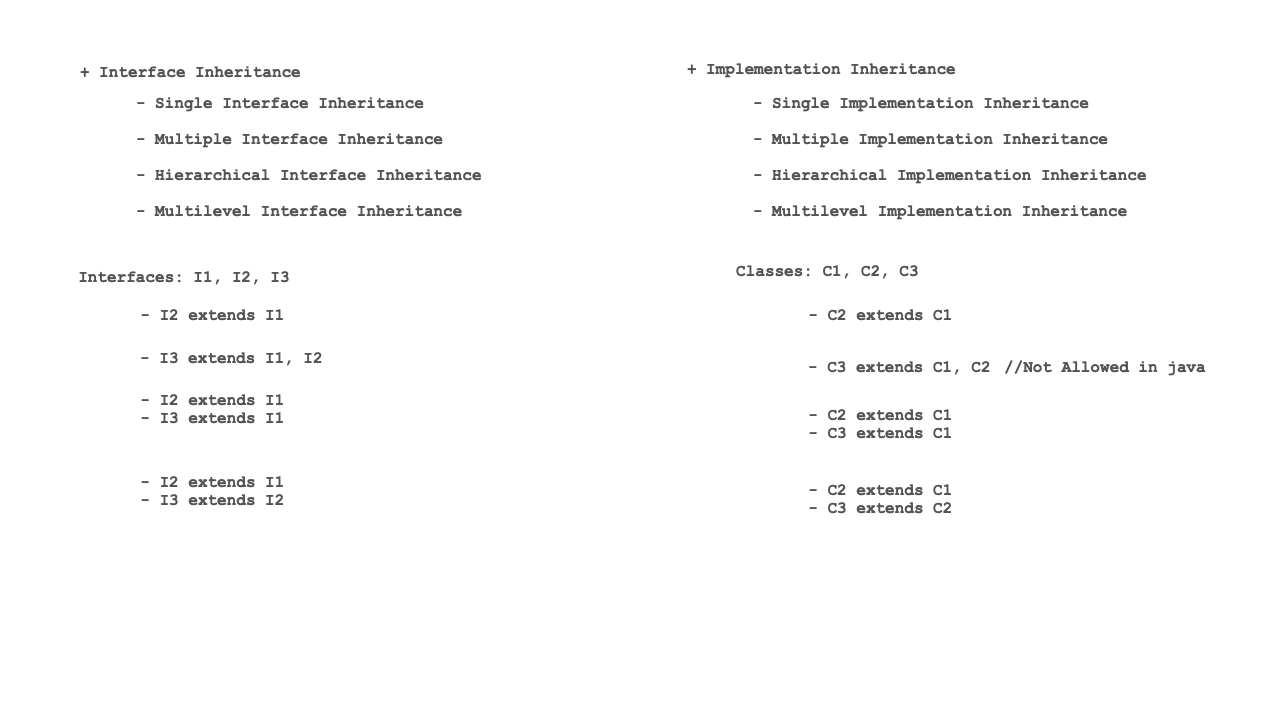 + Interface Inheritance
- Single Interface Inheritance
- Multiple Interface Inheritance
- Hierarchical Interface Inheritance
- Multilevel Interface Inheritance
Interfaces: I1, I2, I3
- I2 extends I1
- I3 extends I1, I2
- I2 extends I1
- I3 extends I1
- I2 extends I1
- I3 extends I2
+ Implementation Inheritance
- Single Implementation Inheritance
- Multiple Implementation Inheritance
- Hierarchical Implementation Inheritance
- Multilevel Implementation Inheritance
Classes: C1, C2, C3
- C2 extends C1
- C3 extends C1, C2 //Not Allowed in java
- C2 extends C1
- C3 extends C1
- C2 extends C1
- C3 extends C2